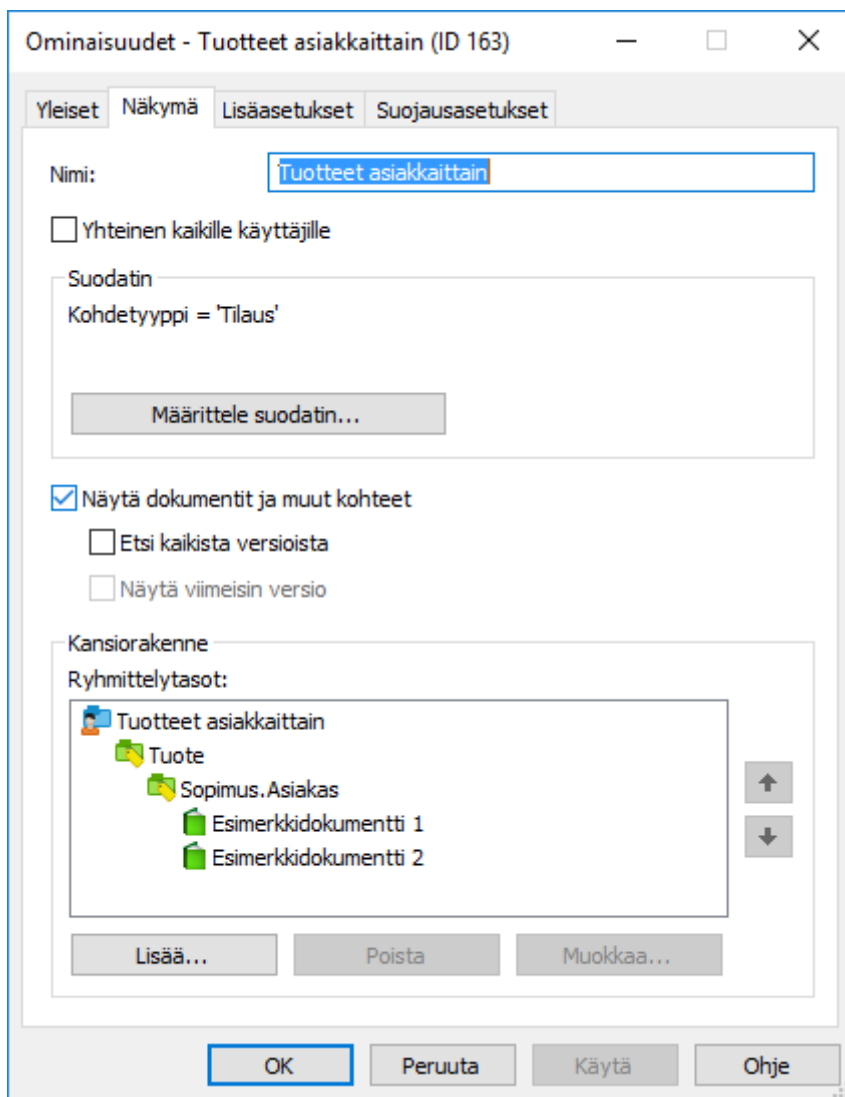 Ominaisuudet - Tuotteet asiakkaittain (ID 163)
Yleiset Näkymä Lisäasetukset Suojausasetukset
Nimi: Tuotteet asiakkaittain
Yhteinen kaikille käyttäjille
Suodatin
Kohdetyyppi = 'Tilaus'
Määrittele suodatin...
Näytä dokumentit ja muut kohteet
Etsi kaikista versioista
Näytä viimeisin versio
Kansiorakenne
Ryhmittelytasot:
Tuotteet asiakkaittain
Tuote
Sopimus.Asiakas
Esimerkkidokumentti 1
Esimerkkidokumentti 2
Lisää... Poista Muokkaa...
OK Peruuta Käytä Ohje